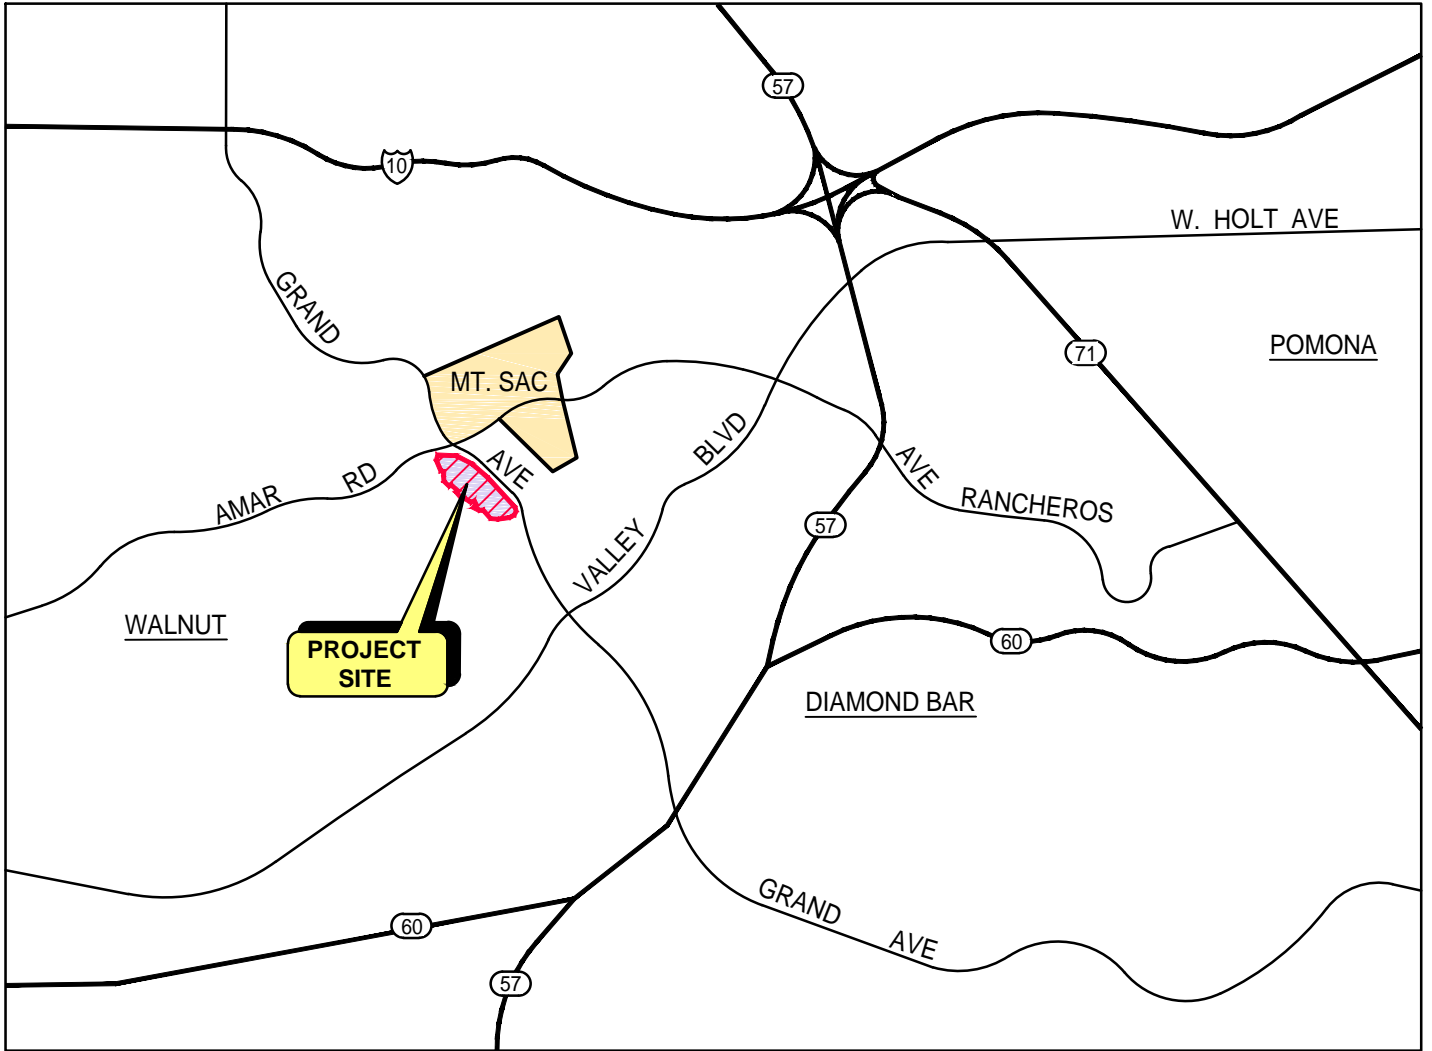 57
10
W. HOLT AVE
GRAND
71
POMONA
MT. SAC
BLVD
AVE
AVE
RD
AMAR
RANCHEROS
57
VALLEY
WALNUT
PROJECT
SITE
60
DIAMOND BAR
GRAND
AVE
60
57